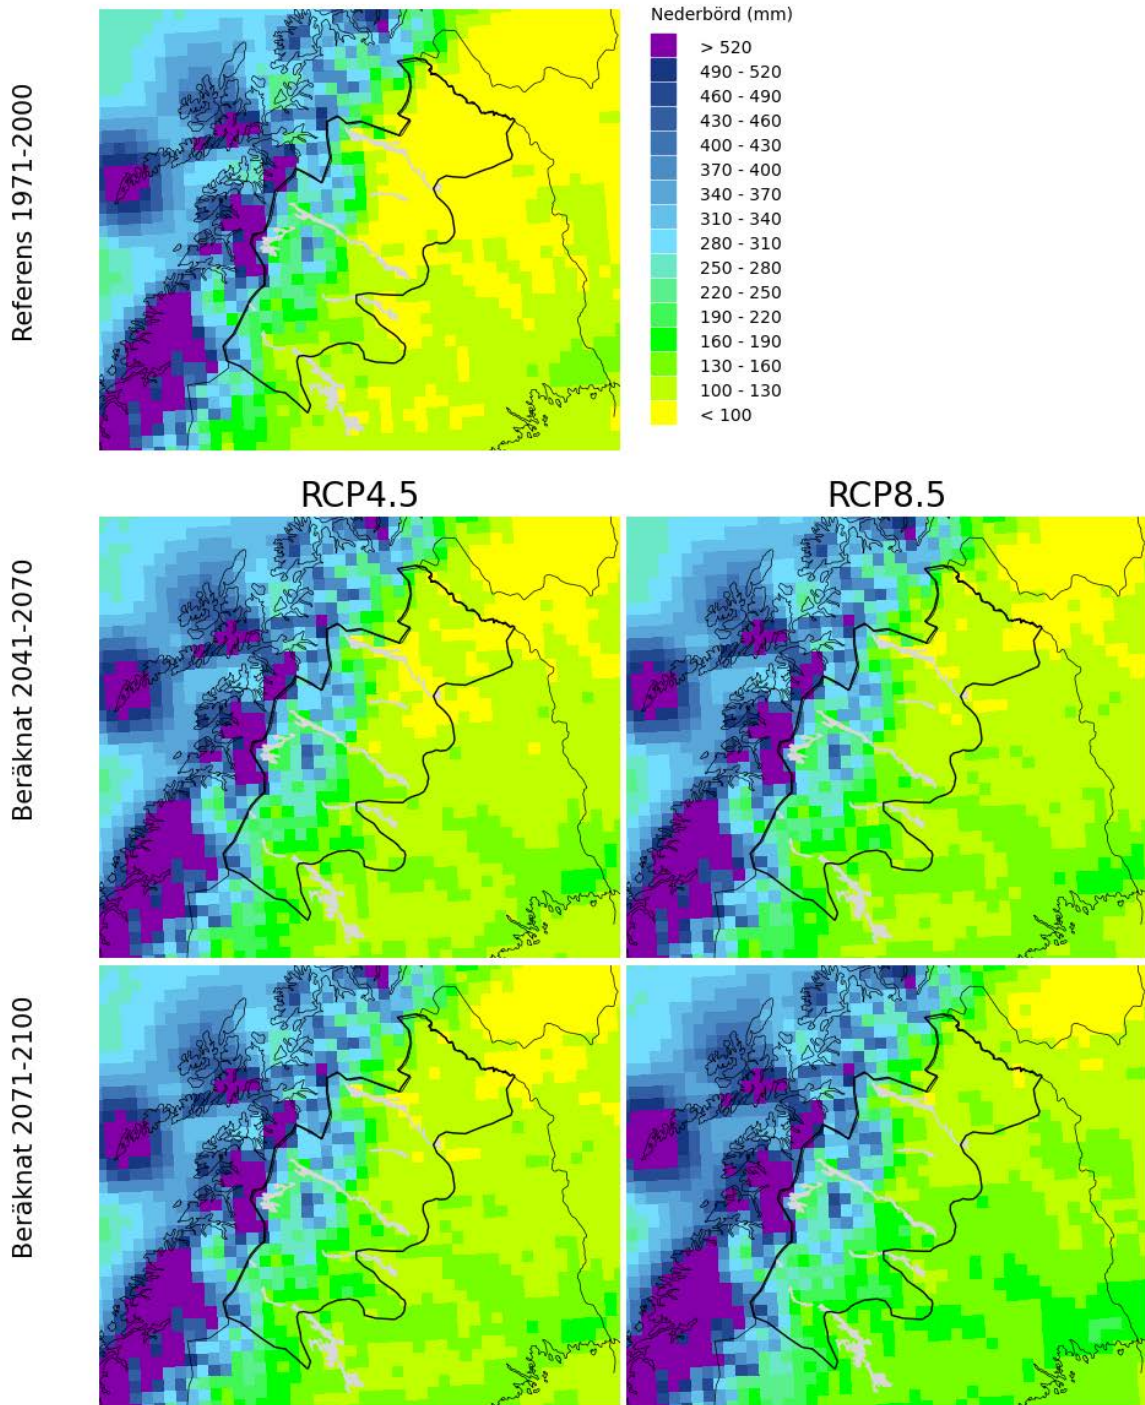 Nederbörd (mm)
> 520
490 - 520
460 - 490
430 - 460
400 - 430
370 - 400
340 - 370
310 - 340
280 - 310
250 - 280
220 - 250
190 - 220
160 - 190
130 - 160
100 - 130
< 100
Referens 1971-2000
RCP4.5
RCP8.5
Beräknat 2041-2070
Beräknat 2071-2100